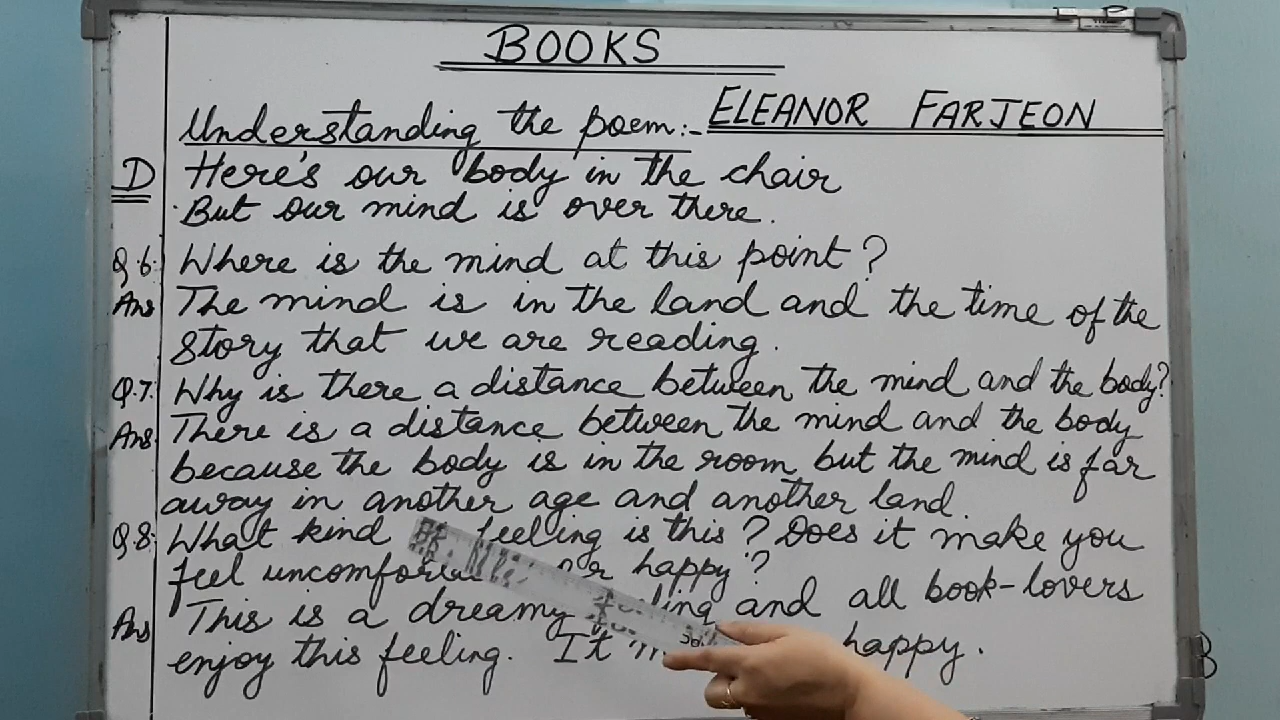 BOOKS
Understanding the poem:- ELEANOR FARJEON
D Here's our body in the chair
But our mind is over there.
Q.6. Where is the mind at this point?
Ans The mind is in the land and the time of the
story that we are reading.
Q.7. Why is there a distance between the mind and the body?
Ans. There is a distance between the mind and the body
because the body is in the room but the mind is far
away in another age and another land.
Q.8. What kind feeling is this? Does it make you
feel or happy?
Ans This is a dreamy and all book-lovers
enjoy this feeling. It happy.
B